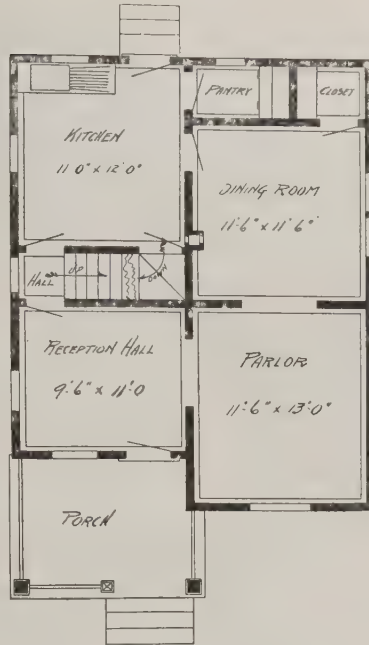 PANTRY
CLOSET
KITCHEN
11'0" x 12'0"
DINING ROOM
11'6" x 11'6"
UP
DOWN
HALL
RECEPTION HALL
9'6" x 11'0
PARLOR
11'6" x 13'0"
PORCH